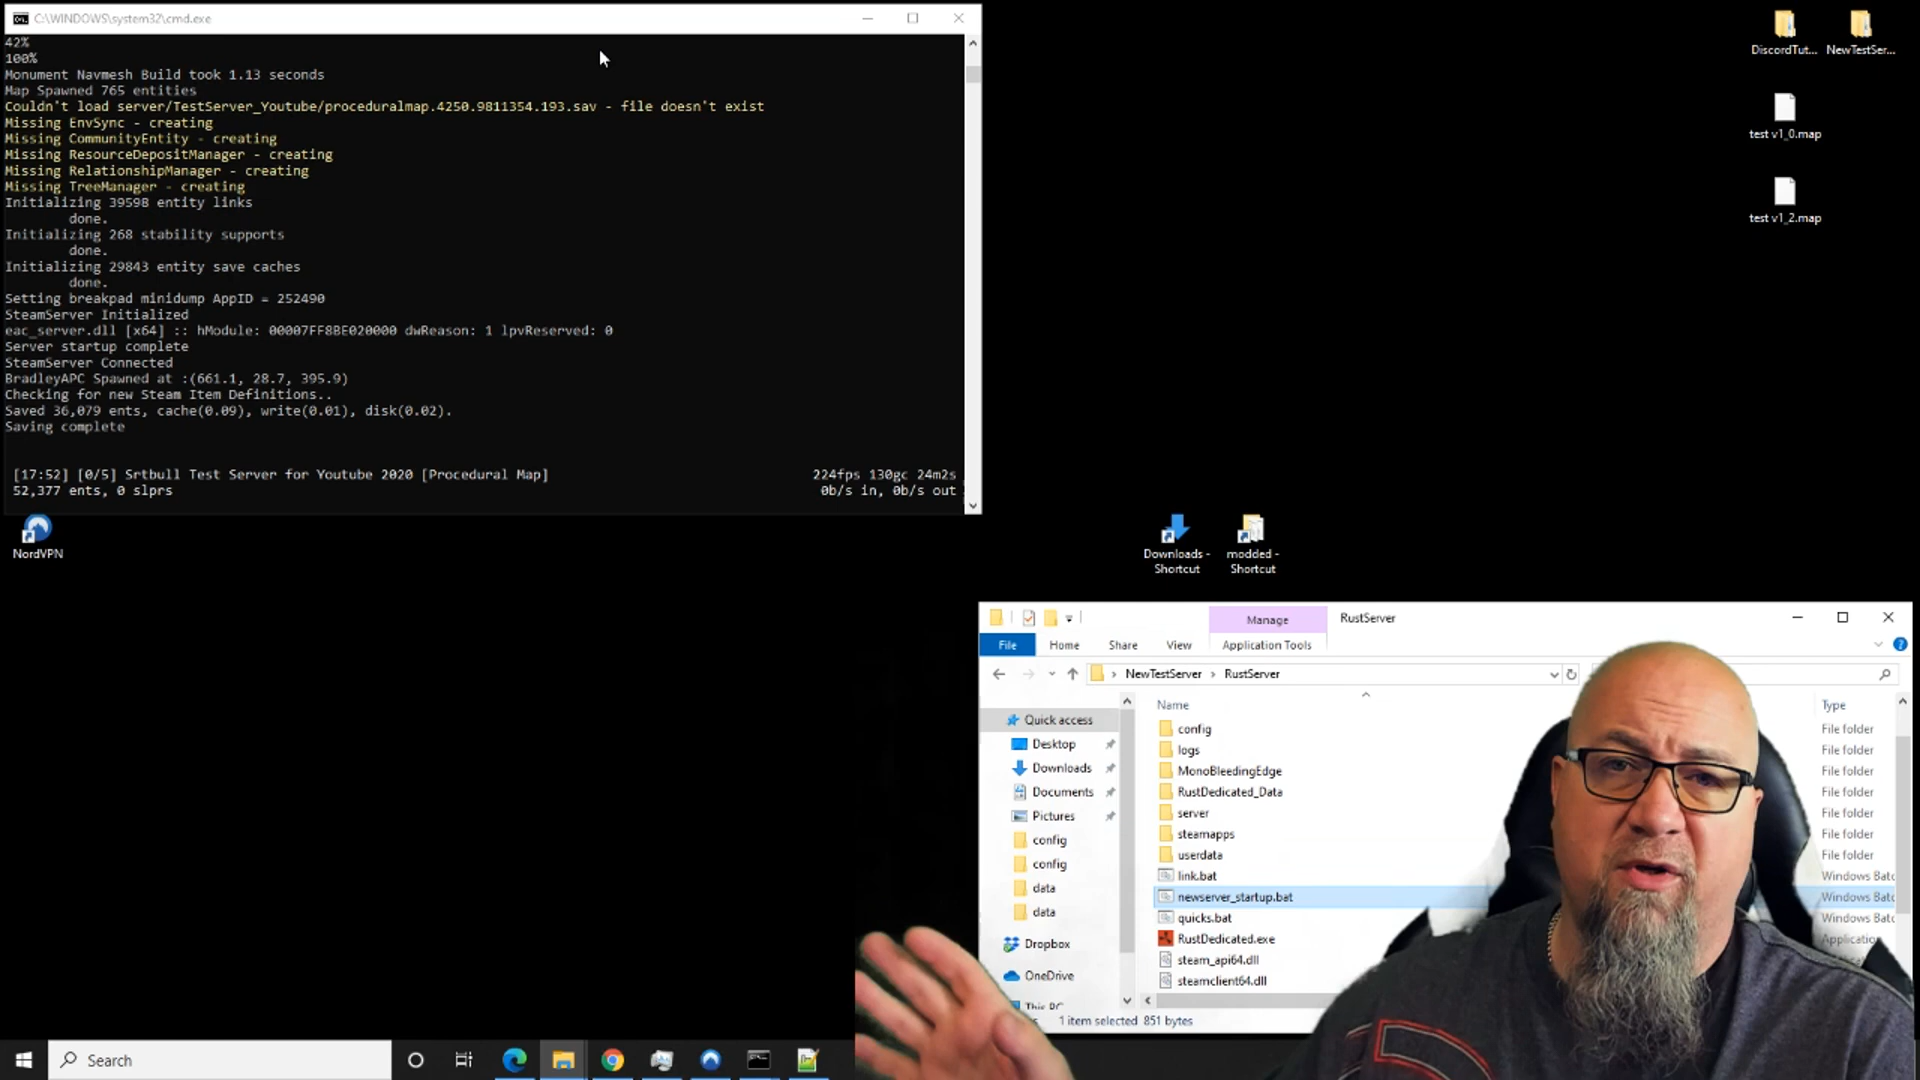 C:\WINDOWS\system32\cmd.exe
42%
100%
Monument Navmesh Build took 1.13 seconds
Map Spawned 765 entities
Couldn't load server/TestServer_Youtube/proceduralmap.4250.9811354.193.sav - file doesn't exist
Missing EnvSync - creating
Missing CommunityEntity - creating
Missing ResourceDepositManager - creating
Missing RelationshipManager - creating
Missing TreeManager - creating
Initializing 39598 entity links
done.
Initializing 268 stability supports
done.
Initializing 29843 entity save caches
done.
Setting breakpad minidump AppID = 252490
SteamServer Initialized
eac_server.dll [x64] :: hModule: 00007FF8BE020000 dwReason: 1 lpvReserved: 0
Server startup complete
SteamServer Connected
BradleyAPC Spawned at :(661.1, 28.7, 395.9)
Checking for new Steam Item Definitions..
Saved 36,079 ents, cache(0.09), write(0.01), disk(0.02).
Saving complete
[17:52] [0/5] Srtbull Test Server for Youtube 2020 [Procedural Map] 224fps 130gc 24m2s
52,377 ents, 0 slprs 0b/s in, 0b/s out
DiscordTut... NewTestSer...
test v1_0.map
test v1_2.map
NordVPN
Downloads - Shortcut
modded - Shortcut
Manage RustServer
File Home Share View Application Tools
NewTestServer > RustServer
Name Type
Quick access
Desktop
Downloads
Documents
Pictures
config
config
data
data
Dropbox
OneDrive
This PC
config File folder
logs File folder
MonoBleedingEdge File folder
RustDedicated_Data File folder
server File folder
steamapps File folder
userdata File folder
link.bat Windows Batc
newserver_startup.bat Windows Batc
quicks.bat Windows Batc
RustDedicated.exe Application
steam_api64.dll
steamclient64.dll
1 item selected 851 bytes
Search